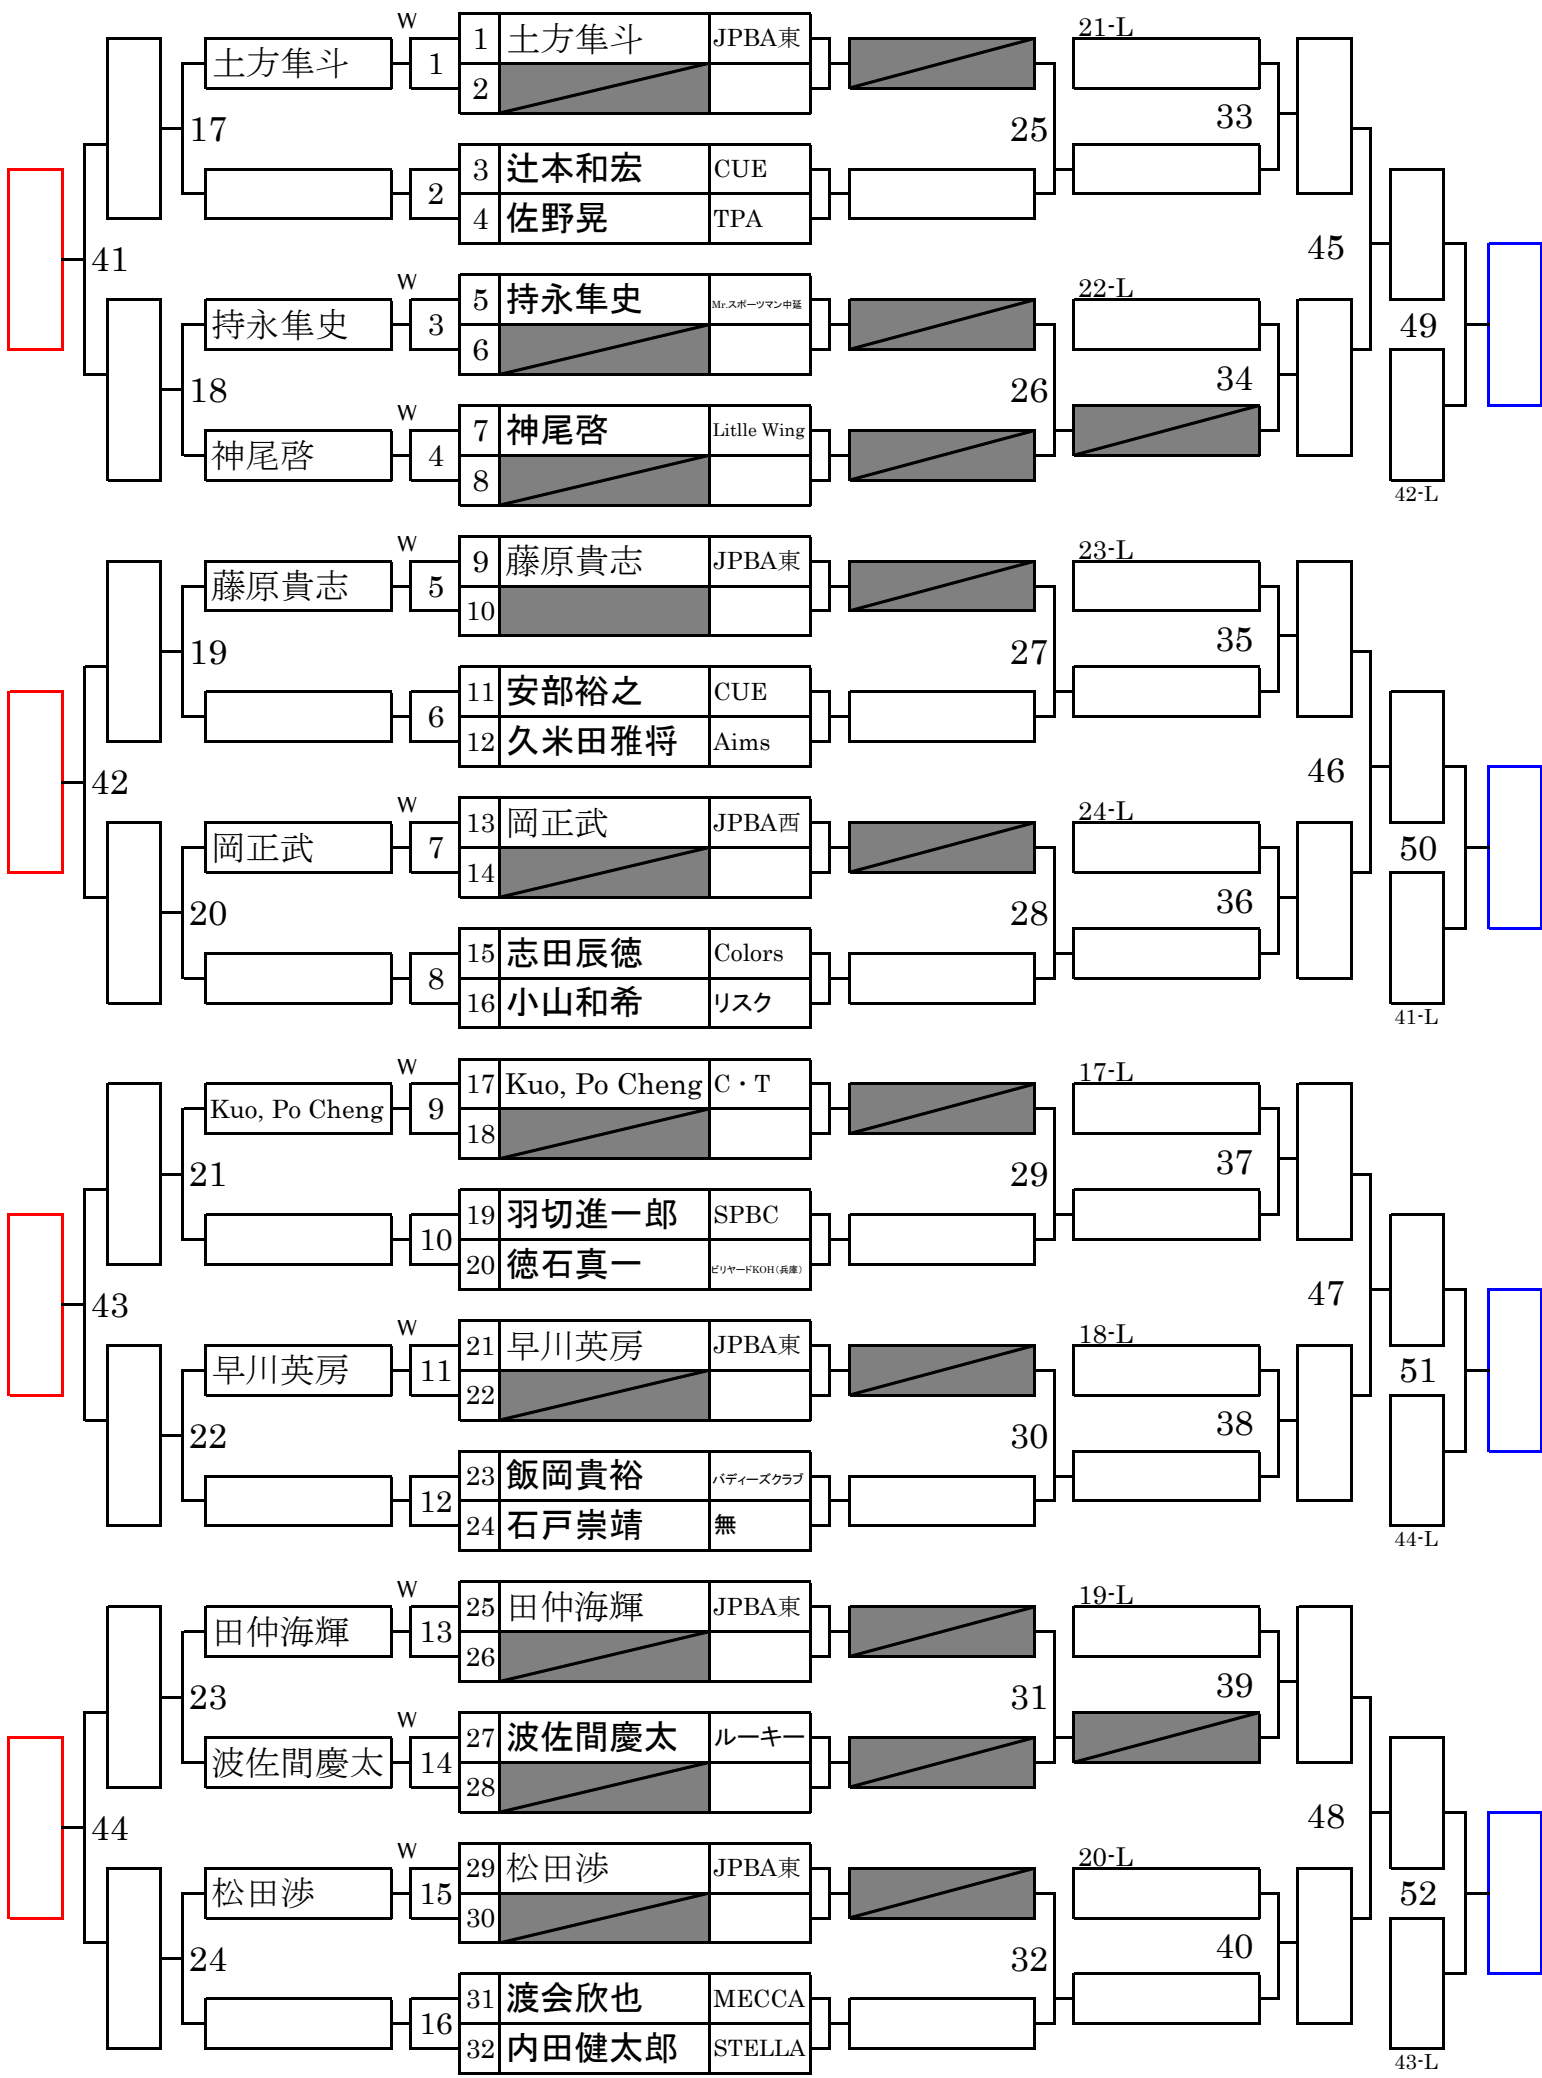 W
1 土方隼斗 JPBA東
21-L
土方隼斗 1
2
17 25 33
3 辻本和宏 CUE
2
4 佐野晃 TPA
41 45
W
5 持永隼史 Mr.スポーツマン中延
22-L
持永隼史 3
6
49
18 26 34
W
7 神尾啓 Litlle Wing
神尾啓 4
8
42-L
W
9 藤原貴志 JPBA東
23-L
藤原貴志 5
10
19 27 35
11 安部裕之 CUE
6
12 久米田雅将 Aims
42 46
W
13 岡正武 JPBA西
24-L
岡正武 7
14
50
20 28 36
15 志田辰徳 Colors
8
16 小山和希 リスク
41-L
W
17 Kuo, Po Cheng C・T
17-L
Kuo, Po Cheng 9
18
21 29 37
19 羽切進一郎 SPBC
10
20 徳石真一 ビリヤードKOH(兵庫)
43 47
W
21 早川英房 JPBA東
18-L
早川英房 11
22
51
22 30 38
23 飯岡貴裕 バディーズクラブ
12
24 石戸崇靖 無
44-L
W
25 田仲海輝 JPBA東
19-L
田仲海輝 13
26
23 31 39
W
27 波佐間慶太 ルーキー
波佐間慶太 14
28
44 48
W
29 松田渉 JPBA東
20-L
松田渉 15
30
52
24 32 40
31 渡会欣也 MECCA
16
32 内田健太郎 STELLA
43-L